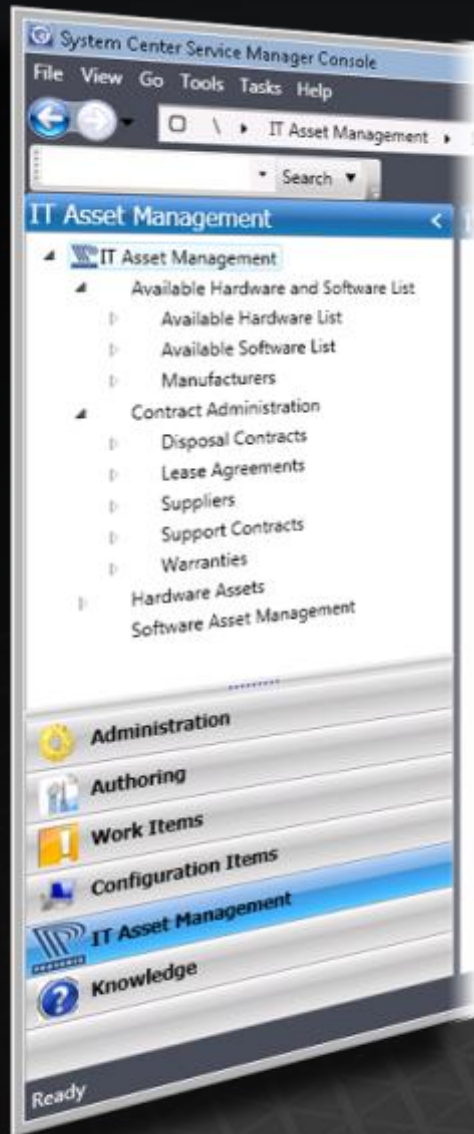 System Center Service Manager Console
File View Go Tools Tasks Help
IT Asset Management
Search
IT Asset Management
IT Asset Management
Available Hardware and Software List
Available Hardware List
Available Software List
Manufacturers
Contract Administration
Disposal Contracts
Lease Agreements
Suppliers
Support Contracts
Warranties
Hardware Assets
Software Asset Management
Administration
Authoring
Work Items
Configuration Items
IT Asset Management
Knowledge
Ready